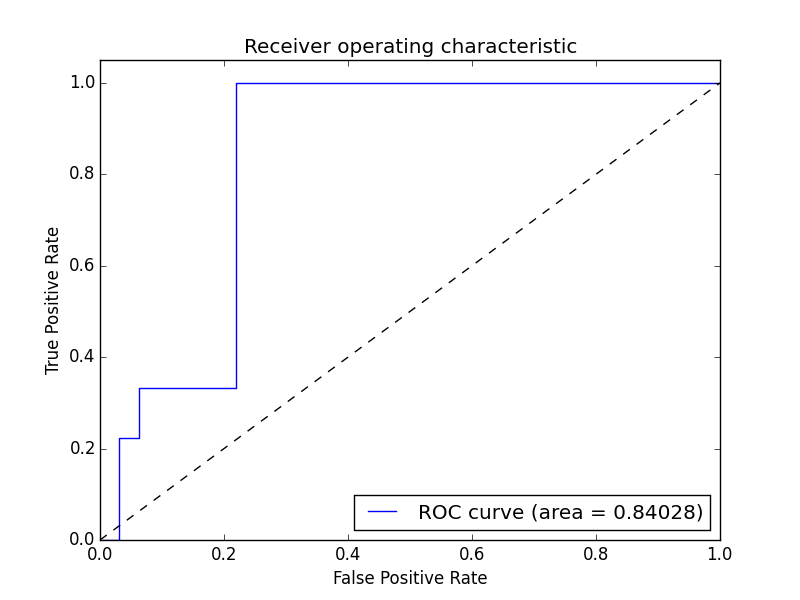 Receiver operating characteristic
1.0
0.8
0.6
0.4
0.2
0.0
True Positive Rate
0.0 0.2 0.4 0.6 0.8 1.0
False Positive Rate
ROC curve (area = 0.84028)